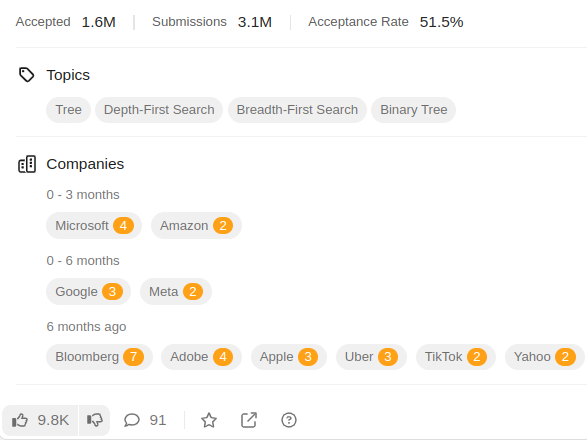 Accepted 1.6M Submissions 3.1M Acceptance Rate 51.5%
Topics
Tree Depth-First Search Breadth-First Search Binary Tree
Companies
0 - 3 months
Microsoft 4 Amazon 2
0 - 6 months
Google 3 Meta 2
6 months ago
Bloomberg 7 Adobe 4 Apple 3 Uber 3 TikTok 2 Yahoo 2
9.8K 91